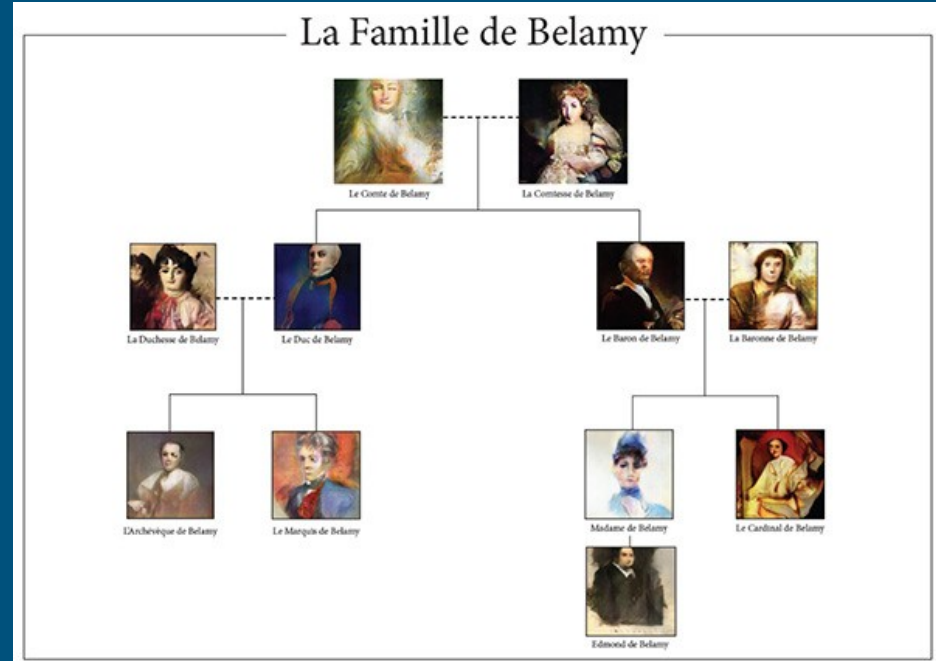 La Famille de Belamy
Le Comte de Belamy
La Comtesse de Belamy
La Duchesse de Belamy
Le Duc de Belamy
Le Baron de Belamy
La Baronne de Belamy
L'Archévèque de Belamy
Le Marquis de Belamy
Madame de Belamy
Le Cardinal de Belamy
Edmond de Belamy